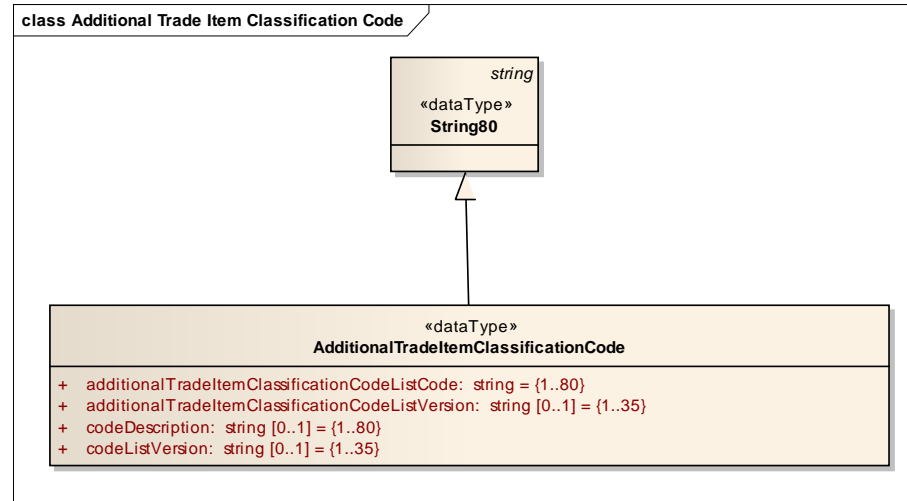 class Additional Trade Item Classification Code
string
«dataType»
String80
«dataType»
AdditionalTradeItemClassificationCode
+ additionalTradeItemClassificationCodeListCode: string = {1..80}
+ additionalTradeItemClassificationCodeListVersion: string [0..1] = {1..35}
+ codeDescription: string [0..1] = {1..80}
+ codeListVersion: string [0..1] = {1..35}